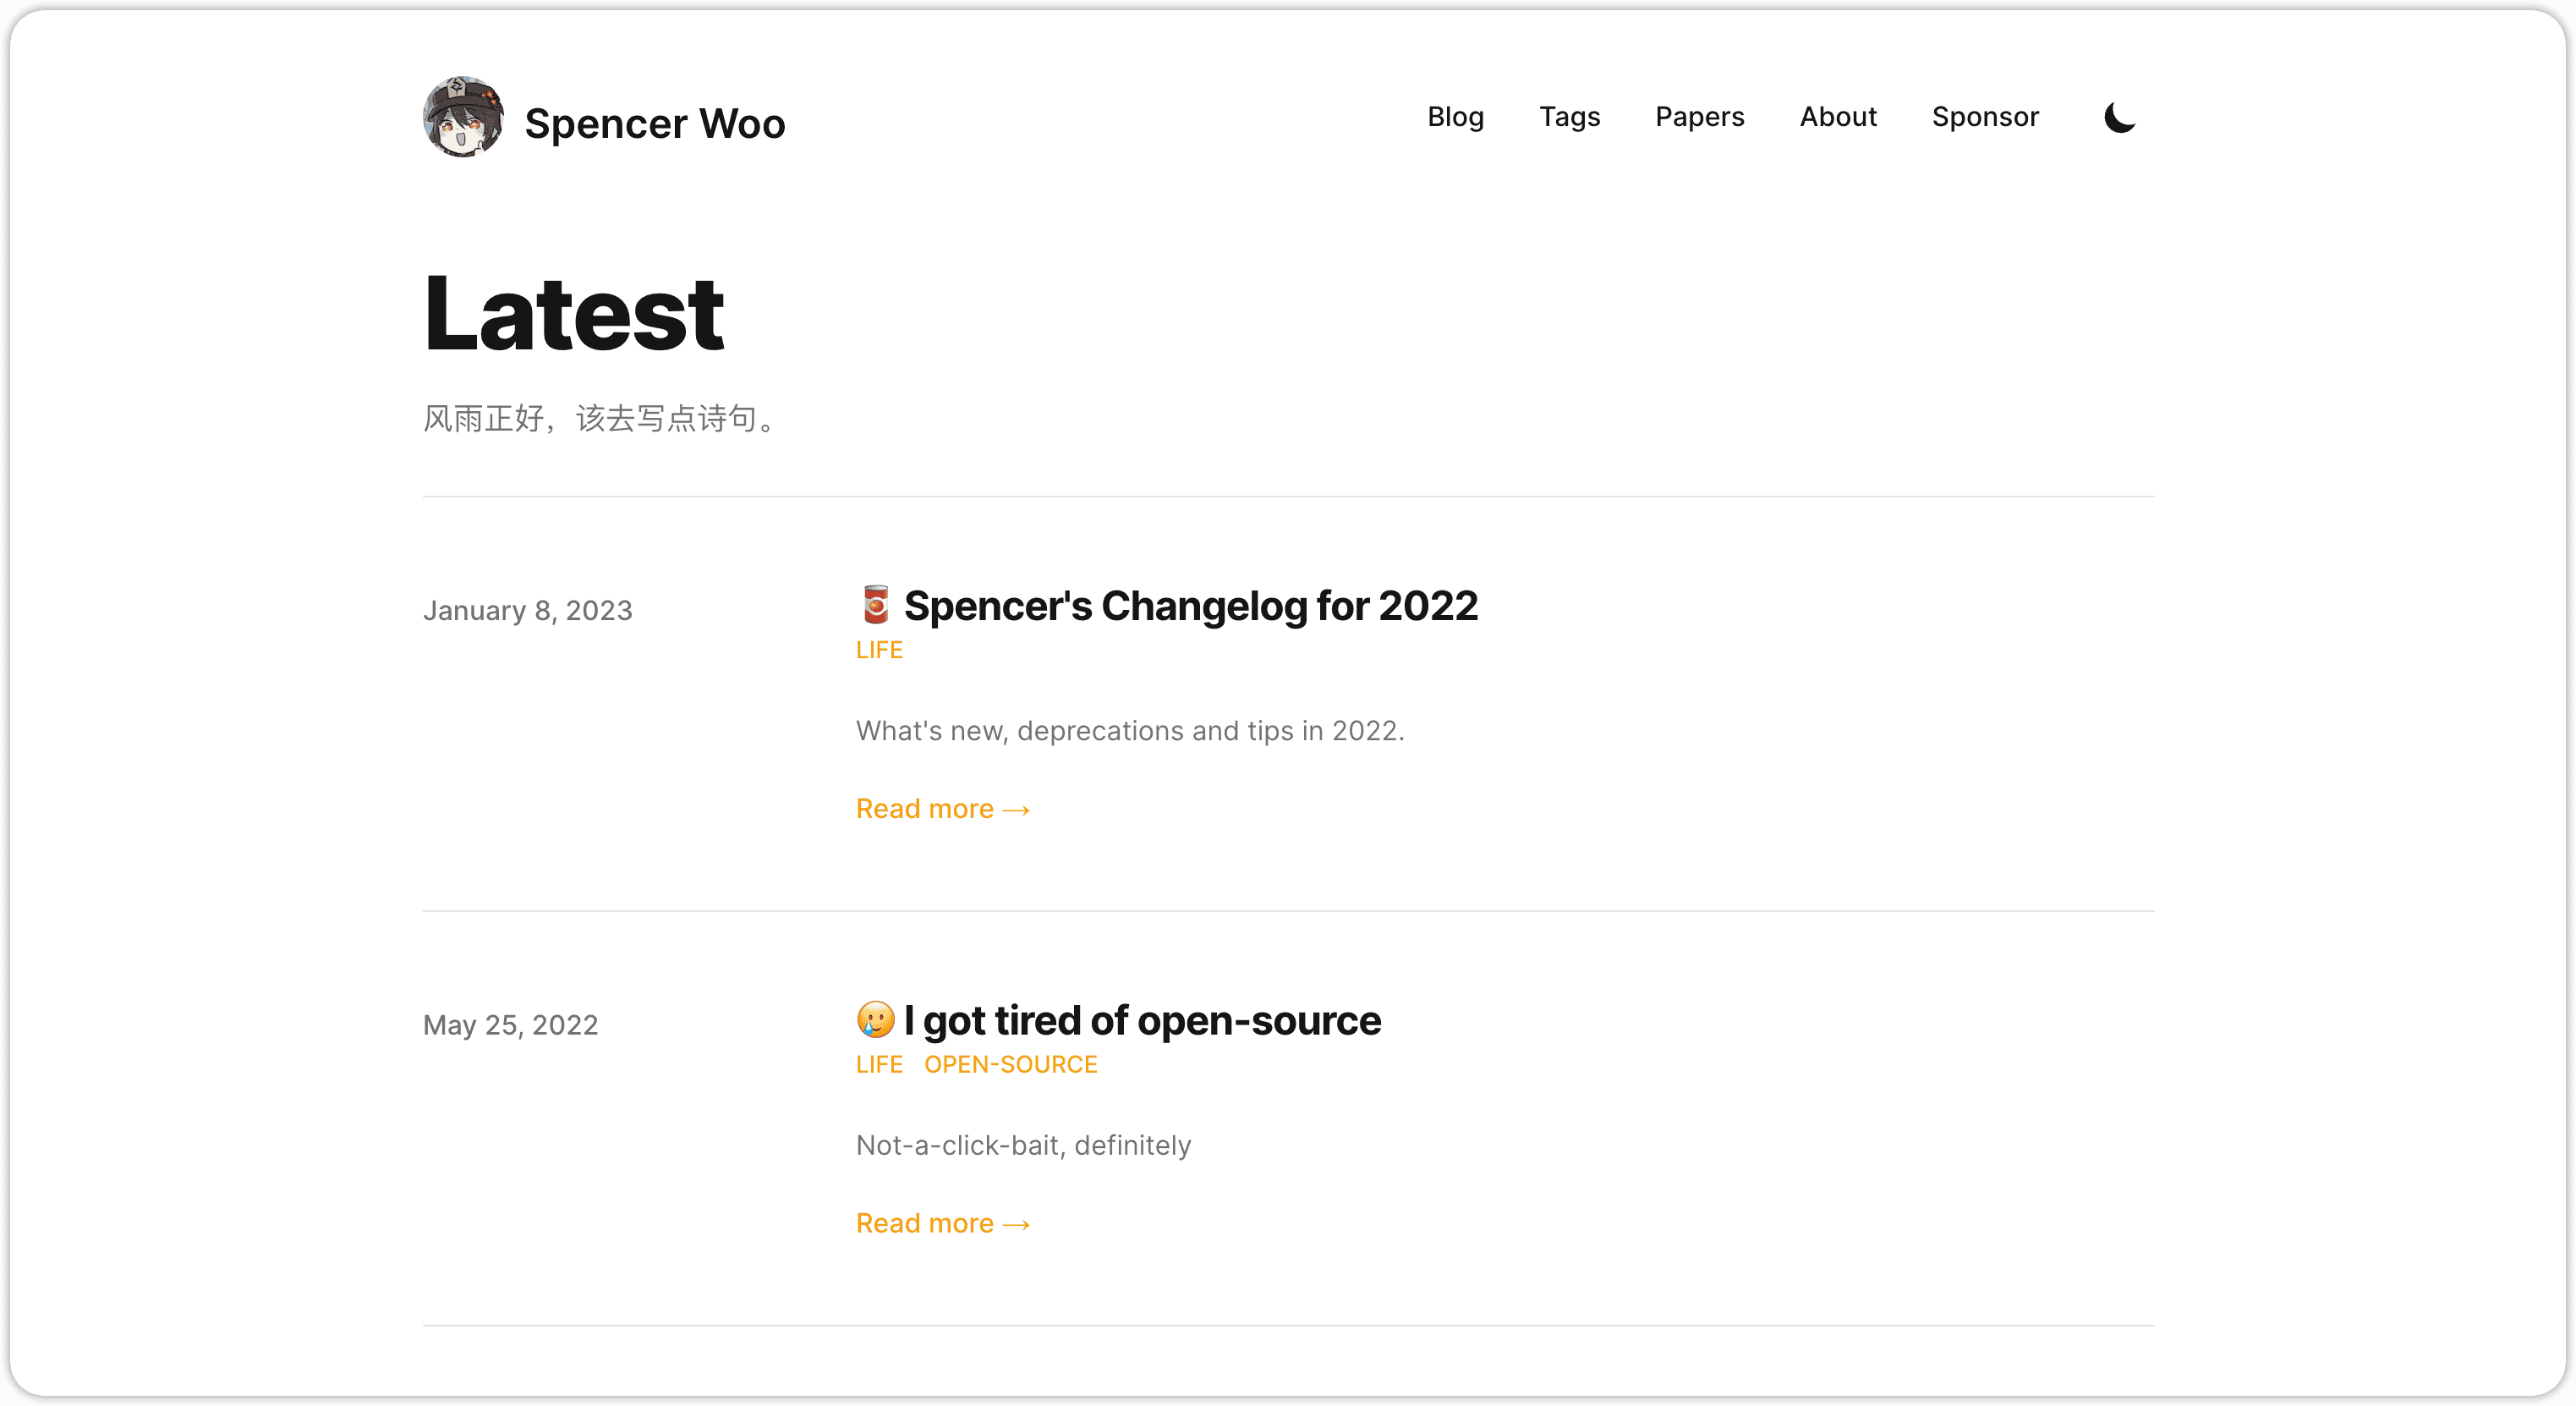 Spencer Woo
Blog Tags Papers About Sponsor
Latest
风雨正好，该去写点诗句。
January 8, 2023
🥫 Spencer's Changelog for 2022
LIFE
What's new, deprecations and tips in 2022.
Read more →
May 25, 2022
🥲 I got tired of open-source
LIFE OPEN-SOURCE
Not-a-click-bait, definitely
Read more →